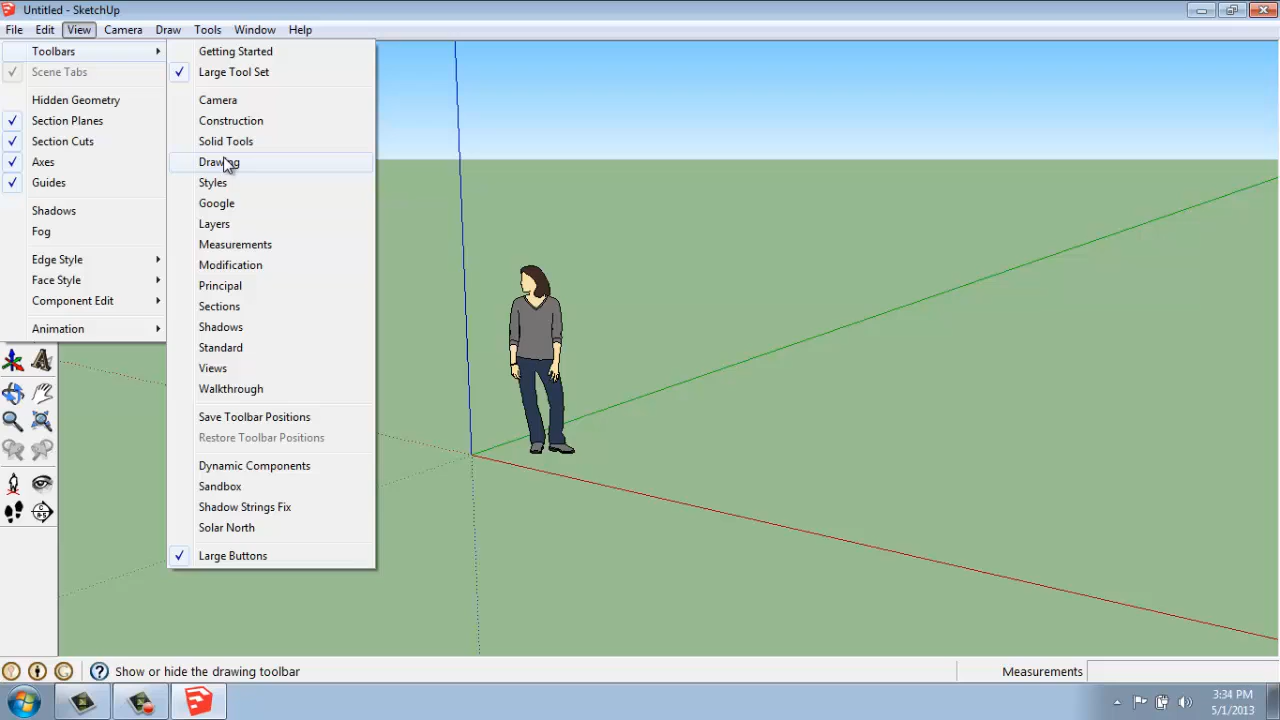 Untitled - SketchUp
File Edit View Camera Draw Tools Window Help
Toolbars
Scene Tabs
Hidden Geometry
Section Planes
Section Cuts
Axes
Guides
Shadows
Fog
Edge Style
Face Style
Component Edit
Animation
Getting Started
Large Tool Set
Camera
Construction
Solid Tools
Drawing
Styles
Google
Layers
Measurements
Modification
Principal
Sections
Shadows
Standard
Views
Walkthrough
Save Toolbar Positions
Restore Toolbar Positions
Dynamic Components
Sandbox
Shadow Strings Fix
Solar North
Large Buttons
Show or hide the drawing toolbar
Measurements
3:34 PM
5/1/2013